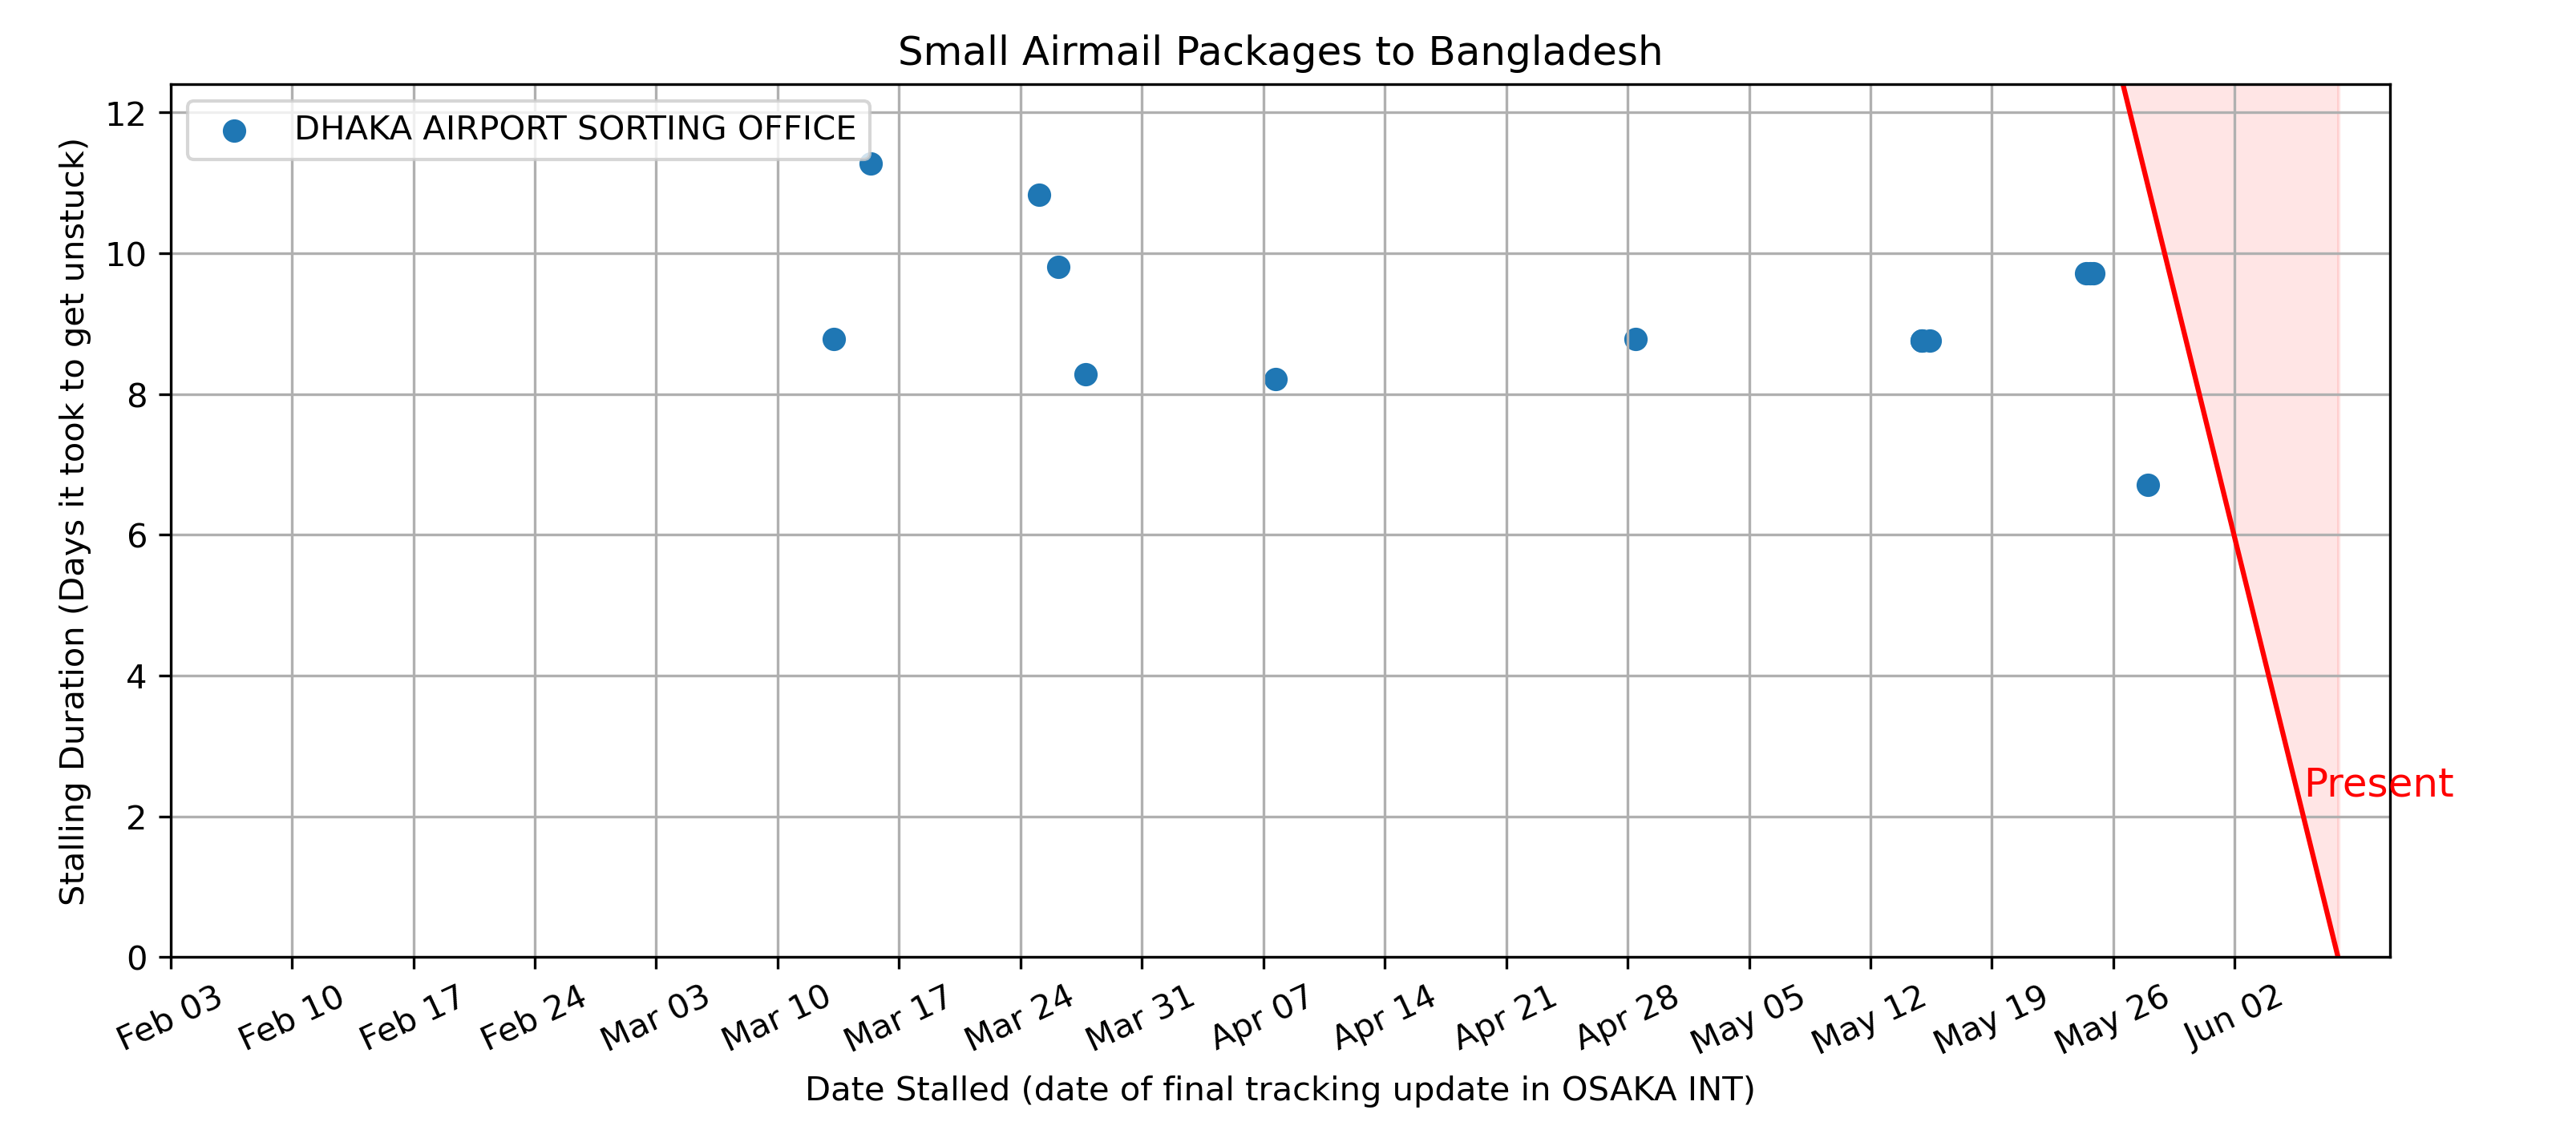 Small Airmail Packages to Bangladesh
DHAKA AIRPORT SORTING OFFICE
Stalling Duration (Days it took to get unstuck)
12
10
8
6
4
2
0
Present
Feb 03 Feb 10 Feb 17 Feb 24 Mar 03 Mar 10 Mar 17 Mar 24 Mar 31 Apr 07 Apr 14 Apr 21 Apr 28 May 05 May 12 May 19 May 26 Jun 02
Date Stalled (date of final tracking update in OSAKA INT)